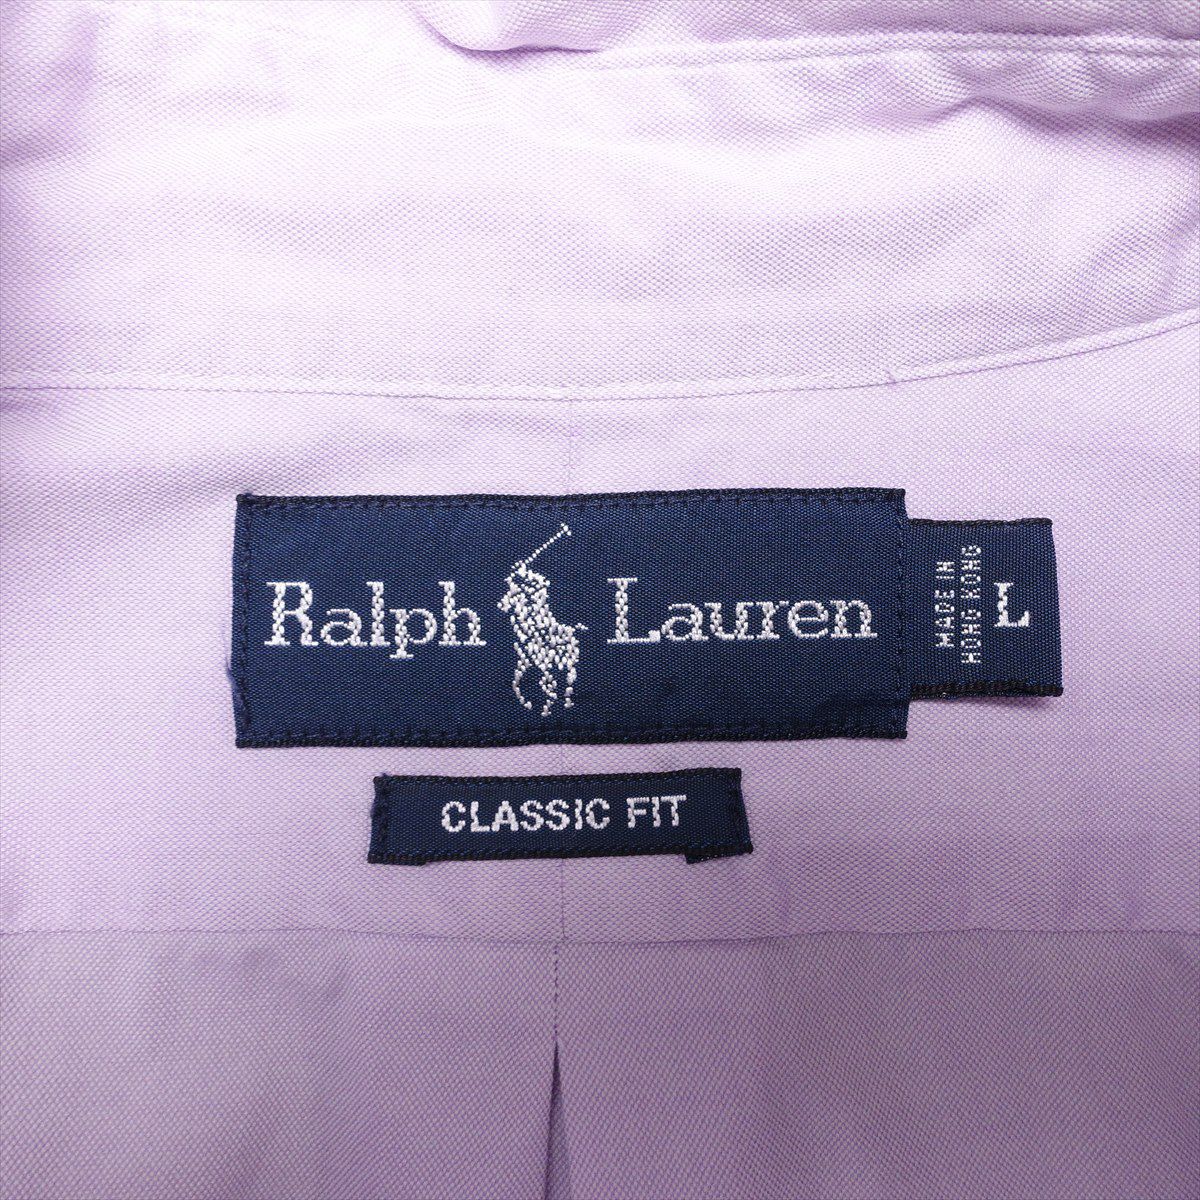 Ralph Lauren
MADE IN
HONG KONG
L
CLASSIC FIT